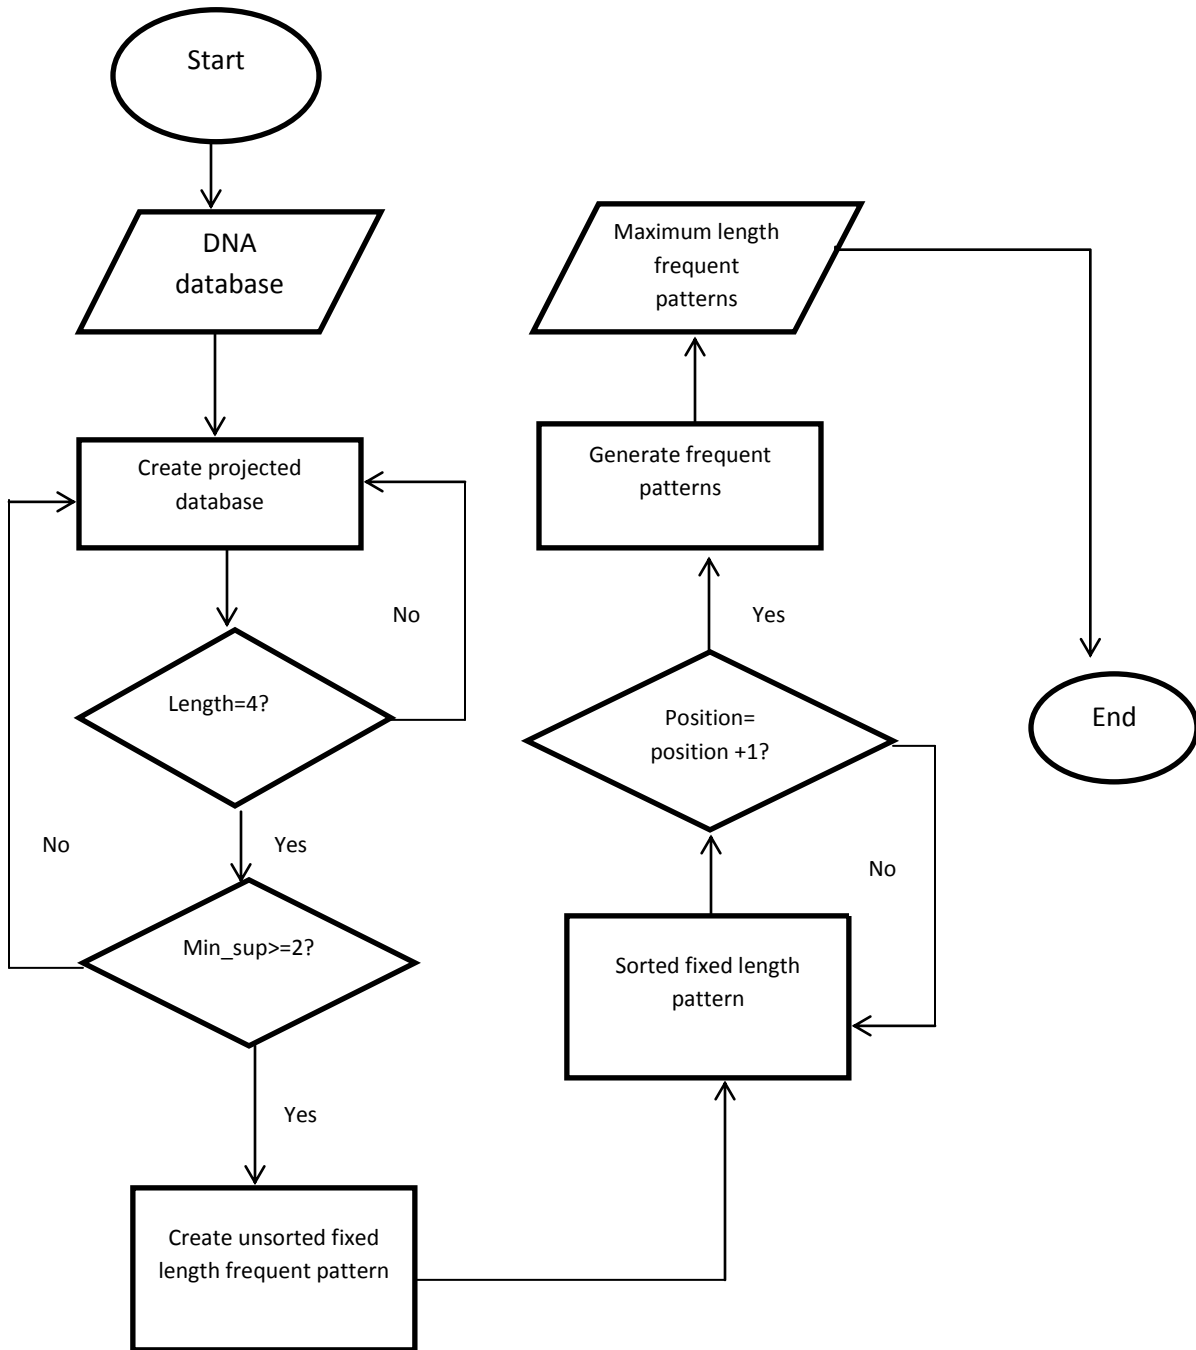 Start
DNA
database
Create projected
database
No
Length=4?
No
Yes
Min_sup>=2?
Yes
Create unsorted fixed
length frequent pattern
Maximum length
frequent
patterns
Generate frequent
patterns
Yes
Position=
position +1?
No
Sorted fixed length
pattern
End